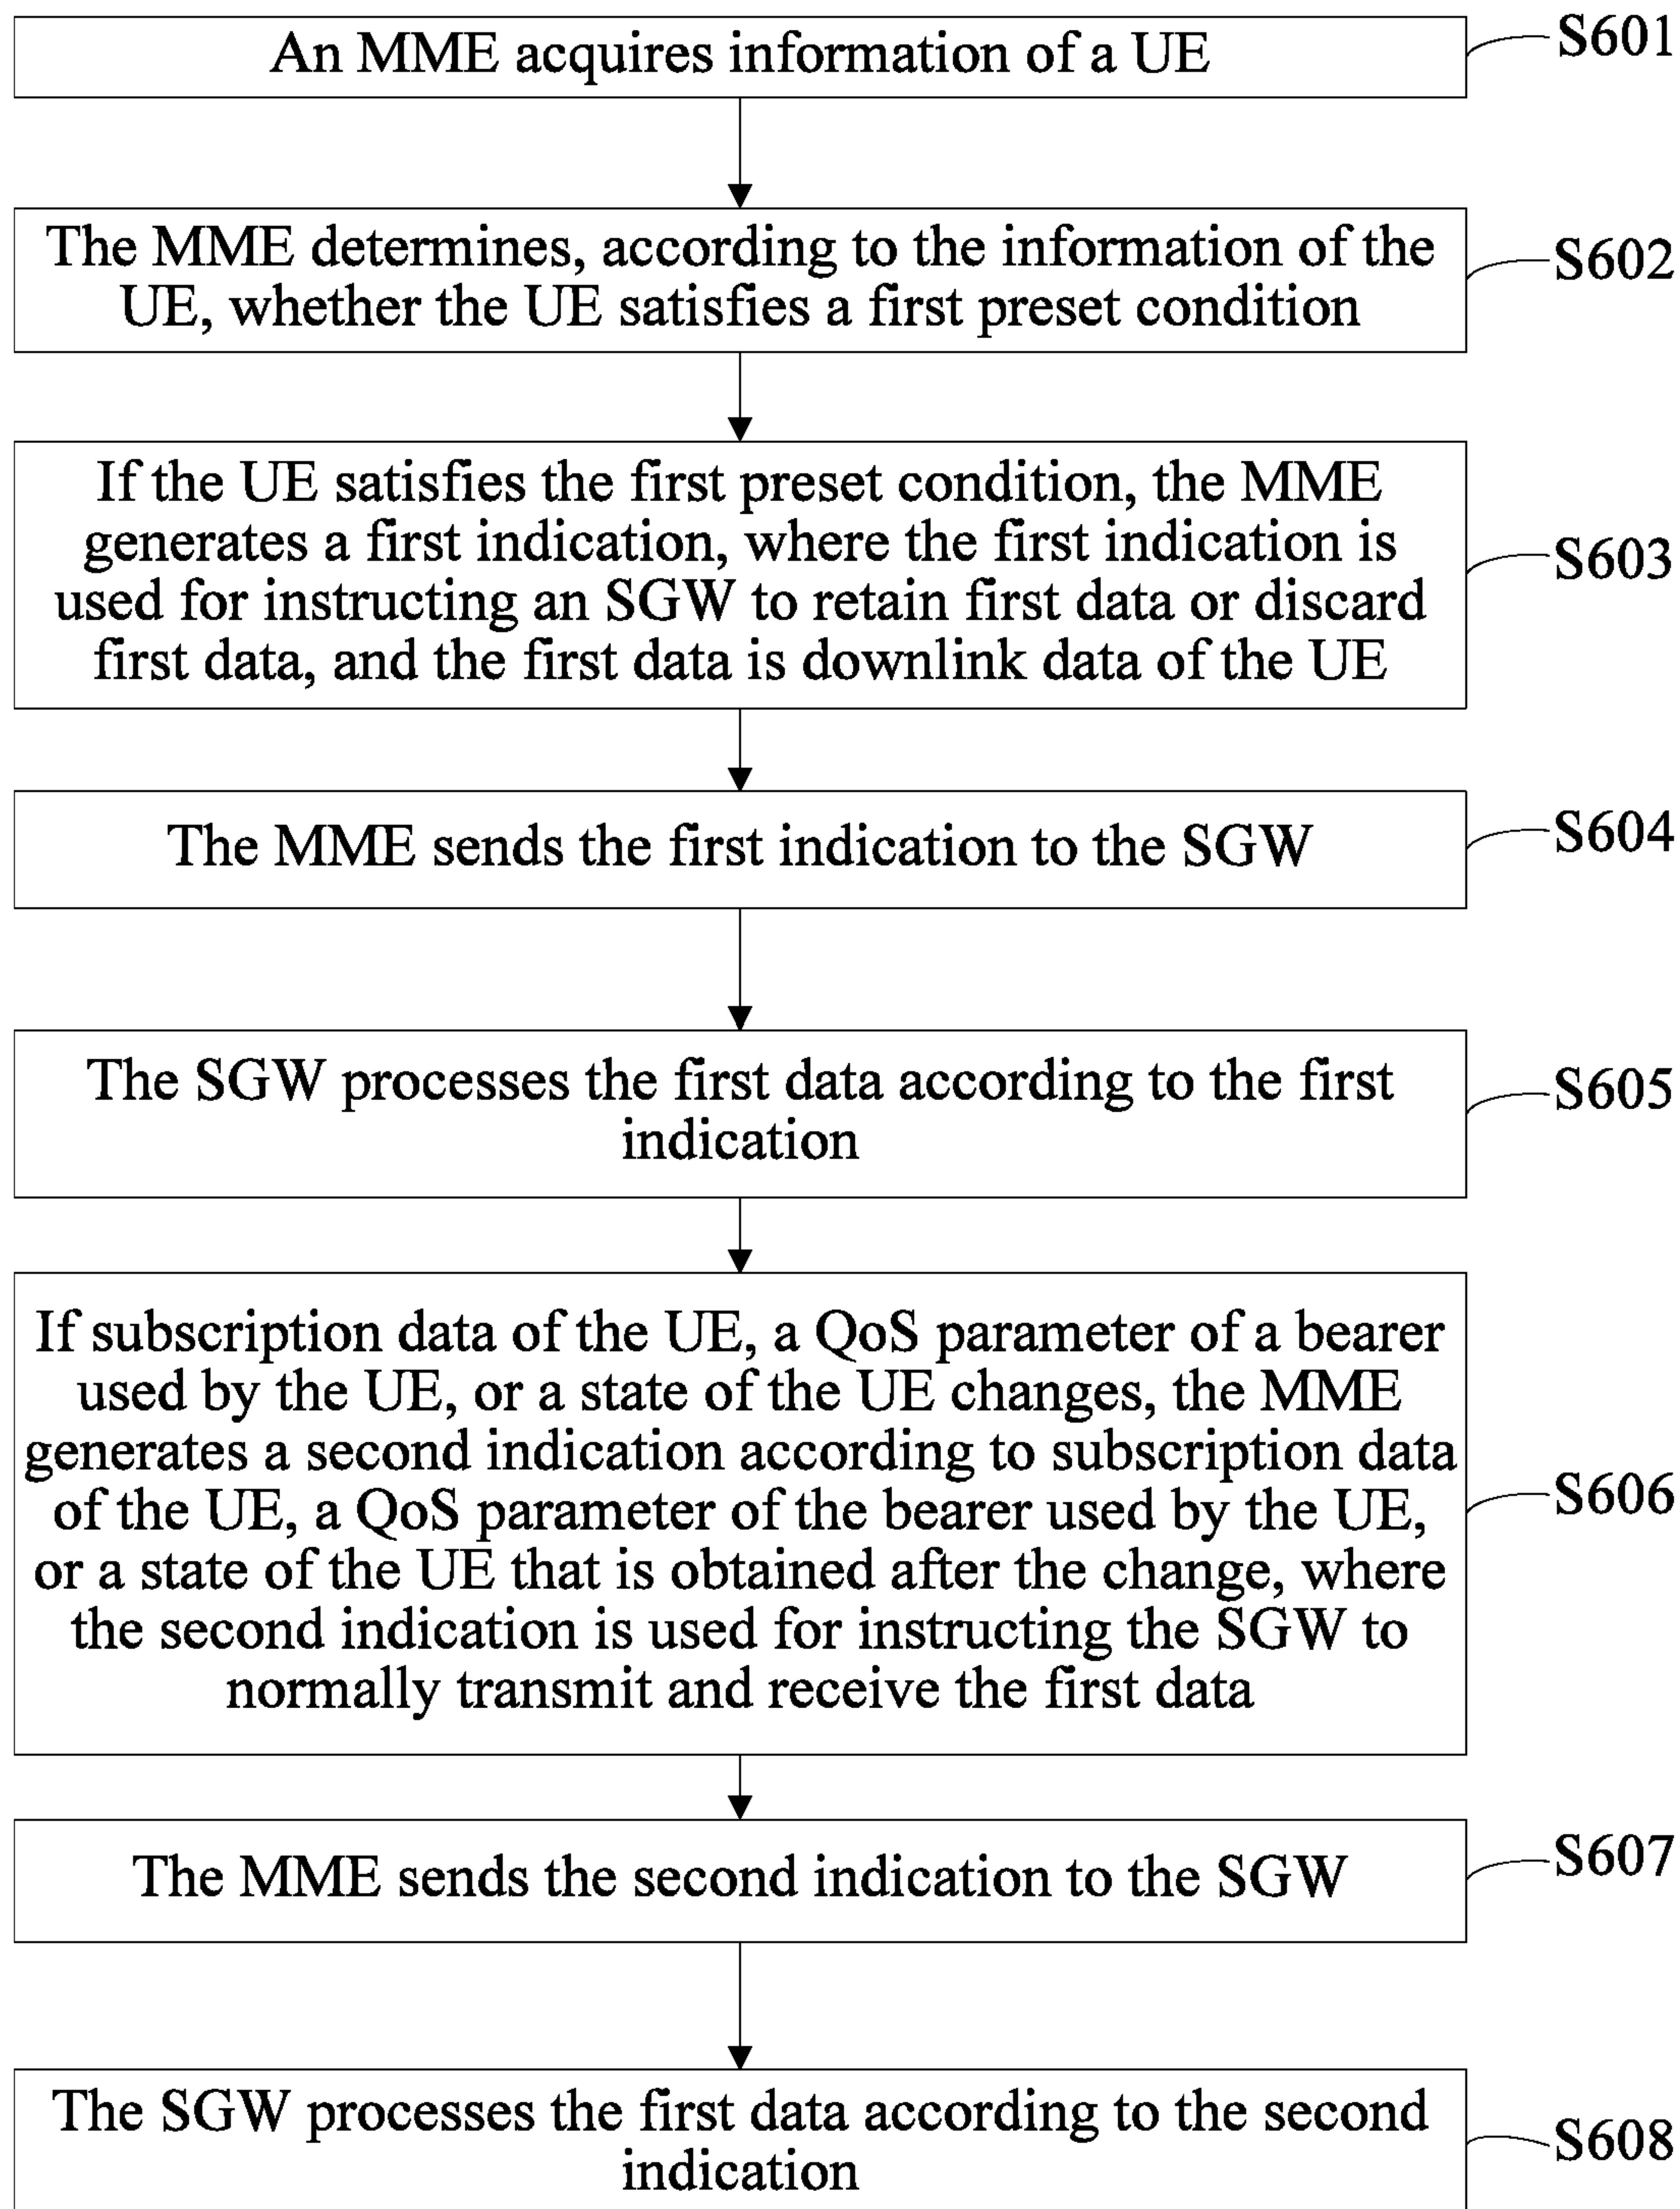 An MME acquires information of a UE
S601
The MME determines, according to the information of the
UE, whether the UE satisfies a first preset condition
S602
If the UE satisfies the first preset condition, the MME
generates a first indication, where the first indication is
used for instructing an SGW to retain first data or discard
first data, and the first data is downlink data of the UE
S603
The MME sends the first indication to the SGW
S604
The SGW processes the first data according to the first
indication
S605
If subscription data of the UE, a QoS parameter of a bearer
used by the UE, or a state of the UE changes, the MME
generates a second indication according to subscription data
of the UE, a QoS parameter of the bearer used by the UE,
or a state of the UE that is obtained after the change, where
the second indication is used for instructing the SGW to
normally transmit and receive the first data
S606
The MME sends the second indication to the SGW
S607
The SGW processes the first data according to the second
indication
S608